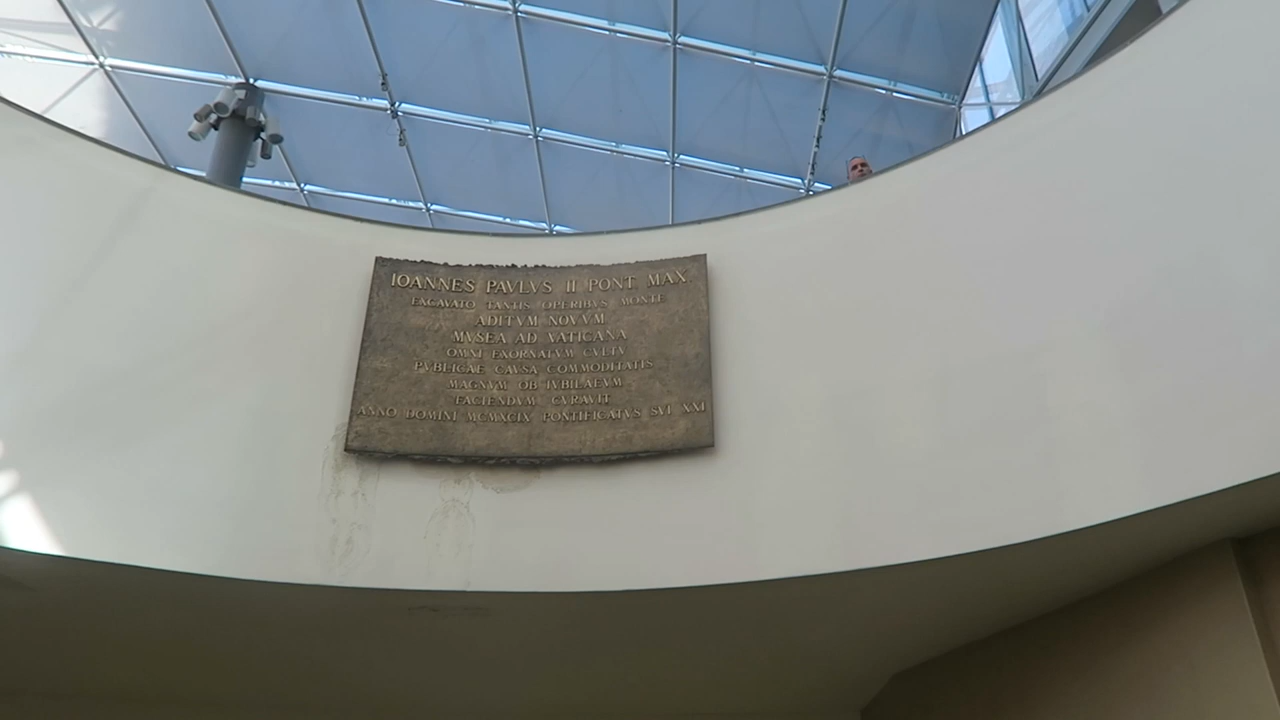 IOANNES PAVLVS II PONT MAX
EXCAVATO TANTIS OPERIBVS MONTE
ADITVM NOVVM
MVSEA AD VATICANA
OMNI EXORNATVM CVLTV
PVBLICAE CAVSA COMMODITATIS
MAGNVM OB IVBILAEVM
FACIENDVM CVRAVIT
ANNO DOMINI MCMXCIX PONTIFICATVS SVI XXI